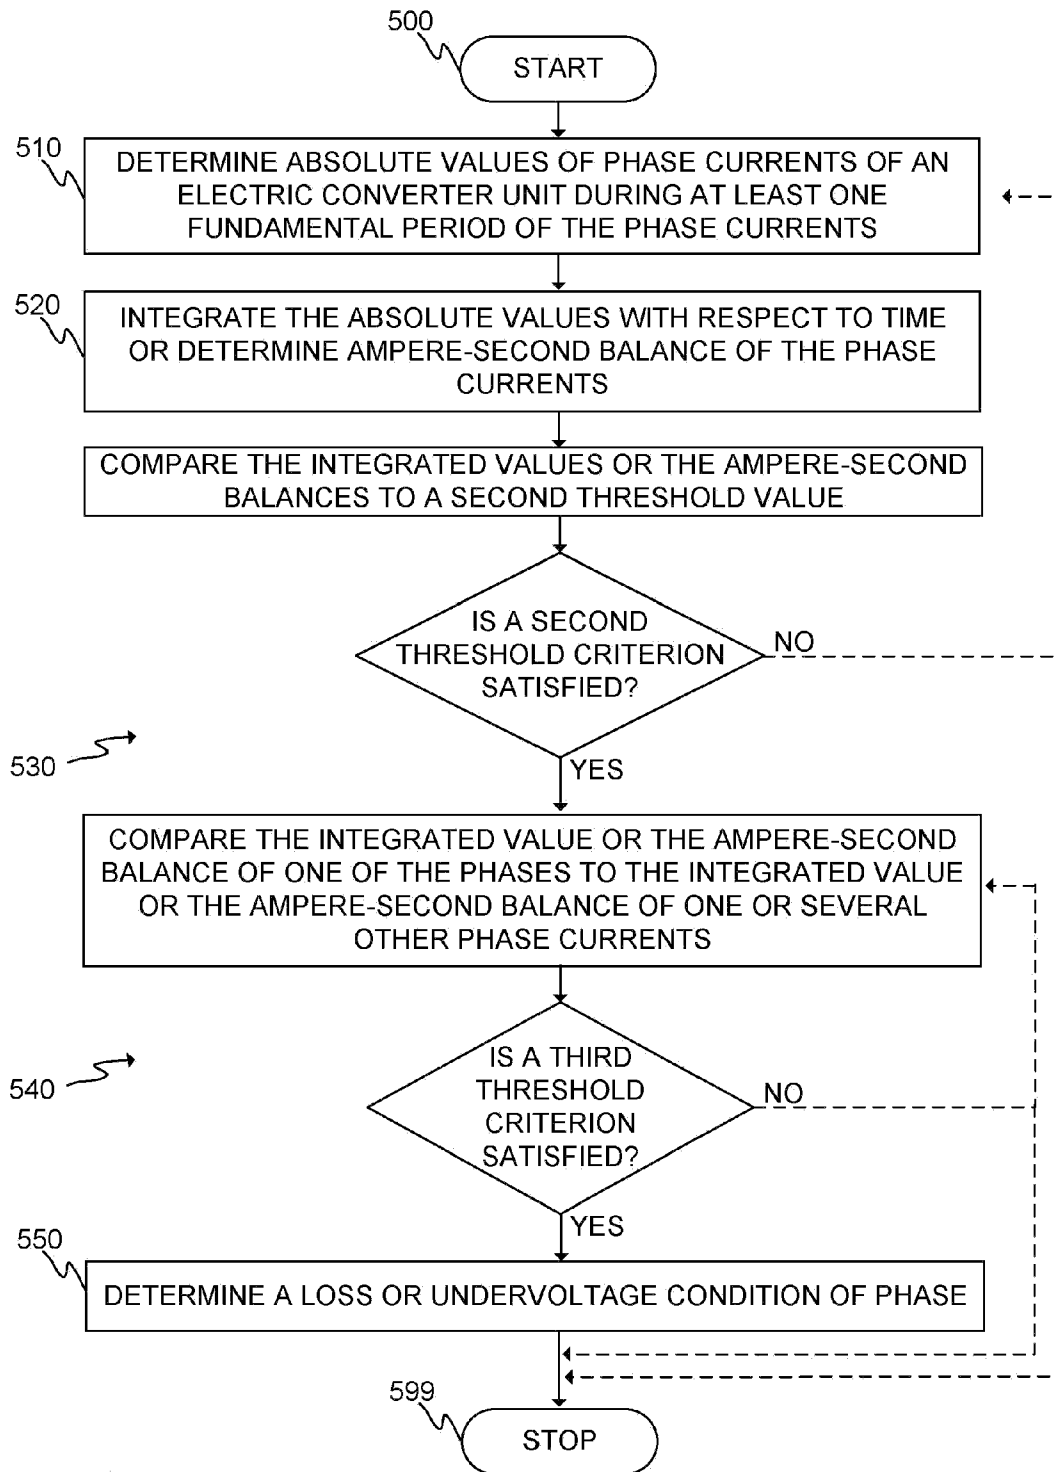 500
START
510
DETERMINE ABSOLUTE VALUES OF PHASE CURRENTS OF AN
ELECTRIC CONVERTER UNIT DURING AT LEAST ONE
FUNDAMENTAL PERIOD OF THE PHASE CURRENTS
520
INTEGRATE THE ABSOLUTE VALUES WITH RESPECT TO TIME
OR DETERMINE AMPERE-SECOND BALANCE OF THE PHASE
CURRENTS
COMPARE THE INTEGRATED VALUES OR THE AMPERE-SECOND
BALANCES TO A SECOND THRESHOLD VALUE
IS A SECOND
THRESHOLD CRITERION
SATISFIED?
NO
530
YES
COMPARE THE INTEGRATED VALUE OR THE AMPERE-SECOND
BALANCE OF ONE OF THE PHASES TO THE INTEGRATED VALUE
OR THE AMPERE-SECOND BALANCE OF ONE OR SEVERAL
OTHER PHASE CURRENTS
540
IS A THIRD
THRESHOLD
CRITERION
SATISFIED?
NO
YES
550
DETERMINE A LOSS OR UNDERVOLTAGE CONDITION OF PHASE
599
STOP